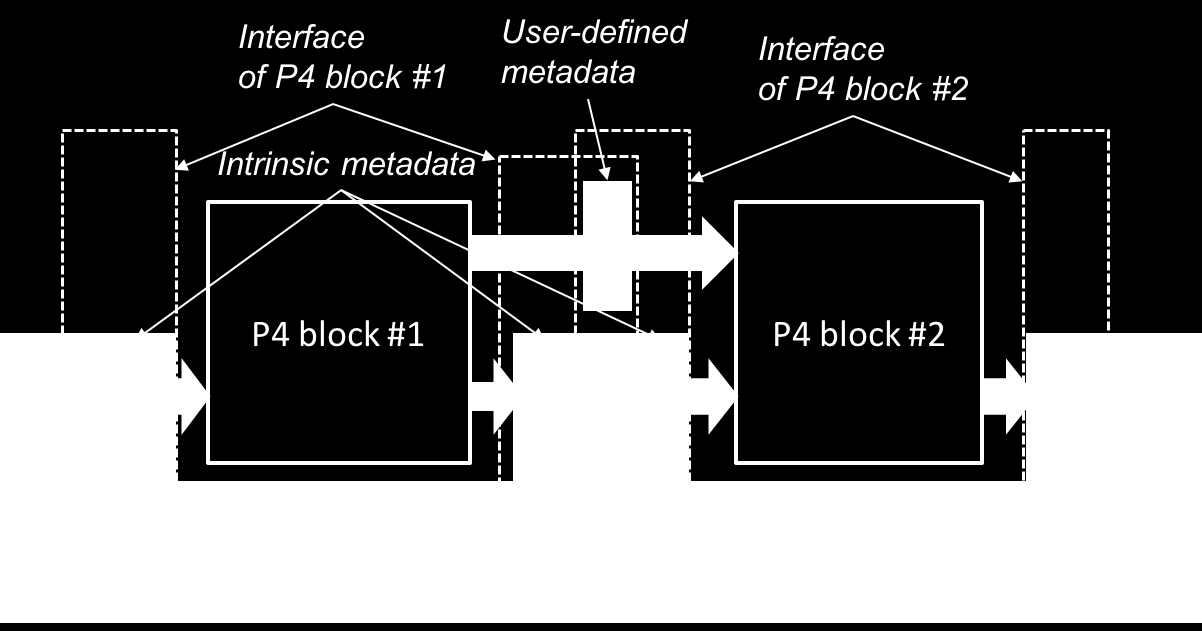 Interface
of P4 block #1
User-defined
metadata
Interface
of P4 block #2
Intrinsic metadata
P4 block #1
P4 block #2